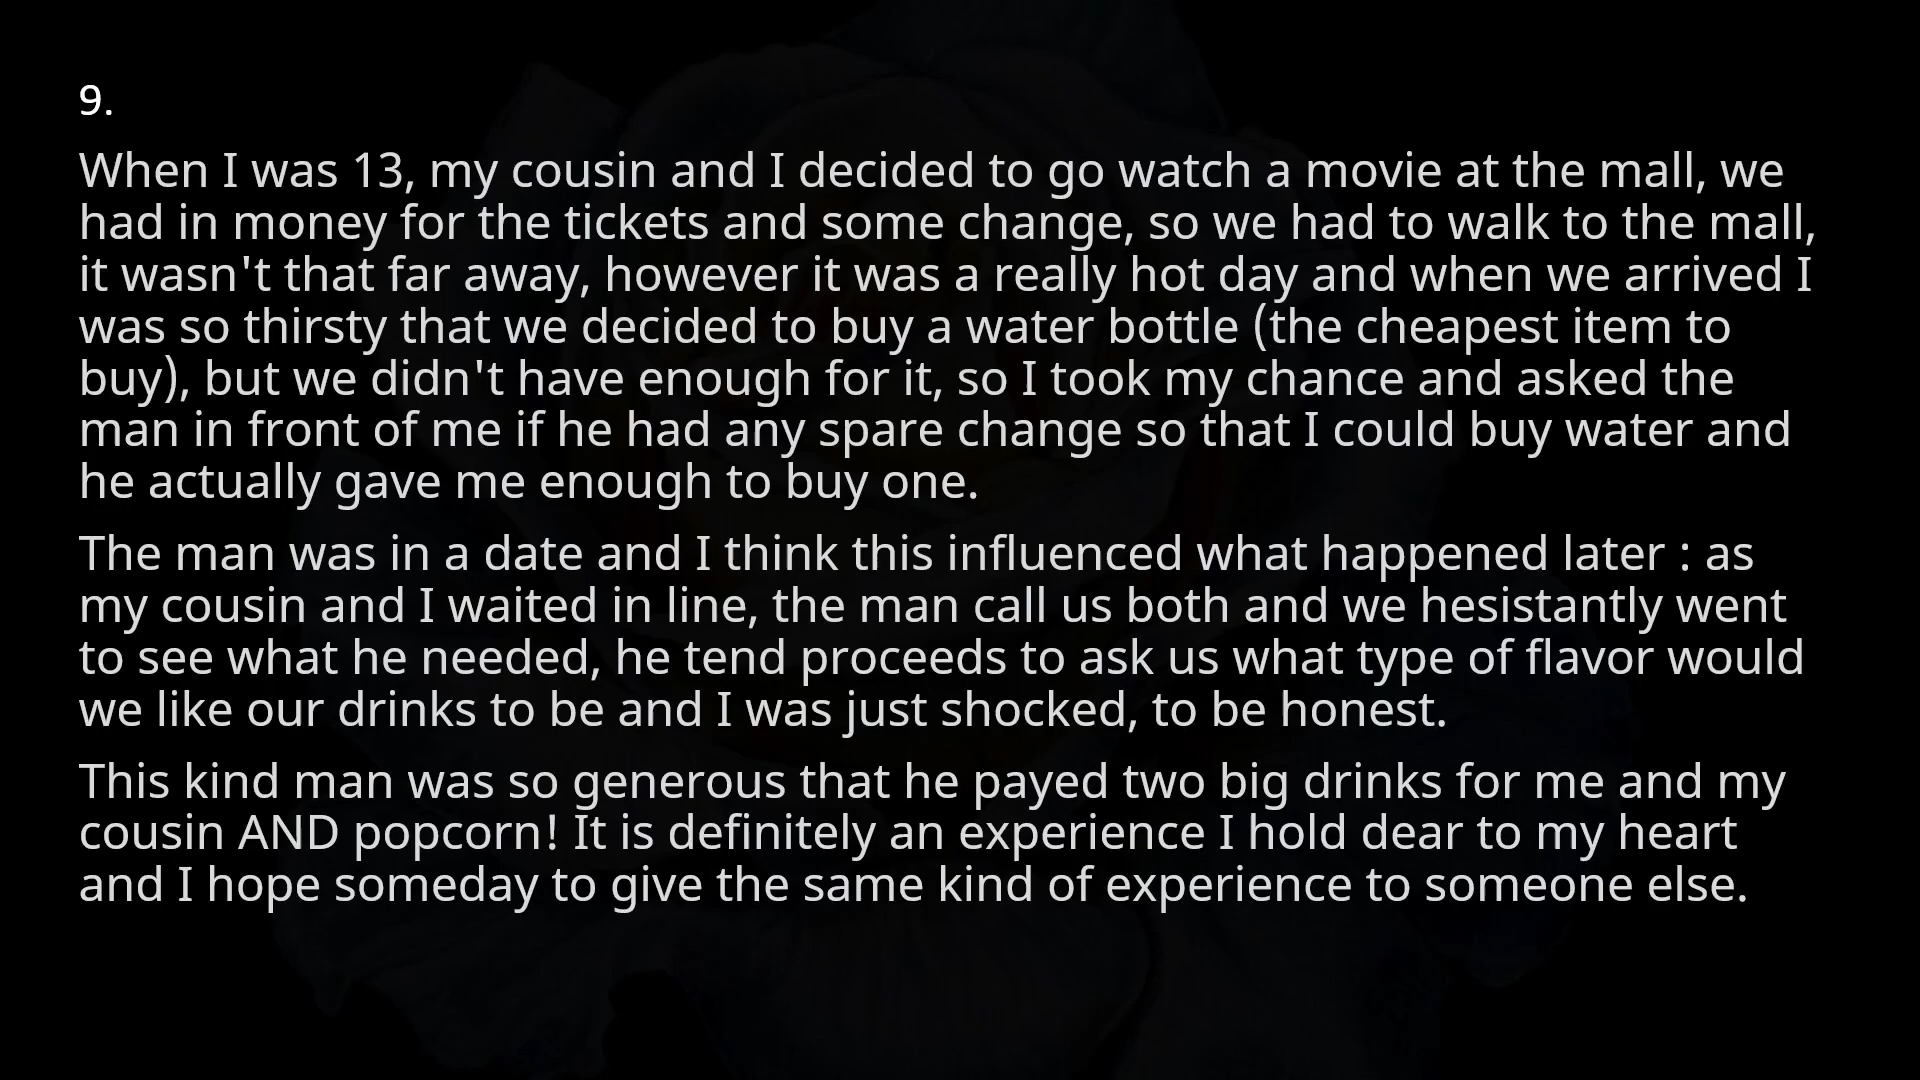 9.
When I was 13, my cousin and I decided to go watch a movie at the mall, we
had in money for the tickets and some change, so we had to walk to the mall,
it wasn't that far away, however it was a really hot day and when we arrived I
was so thirsty that we decided to buy a water bottle (the cheapest item to
buy), but we didn't have enough for it, so I took my chance and asked the
man in front of me if he had any spare change so that I could buy water and
he actually gave me enough to buy one.
The man was in a date and I think this influenced what happened later : as
my cousin and I waited in line, the man call us both and we hesistantly went
to see what he needed, he tend proceeds to ask us what type of flavor would
we like our drinks to be and I was just shocked, to be honest.
This kind man was so generous that he payed two big drinks for me and my
cousin AND popcorn! It is definitely an experience I hold dear to my heart
and I hope someday to give the same kind of experience to someone else.